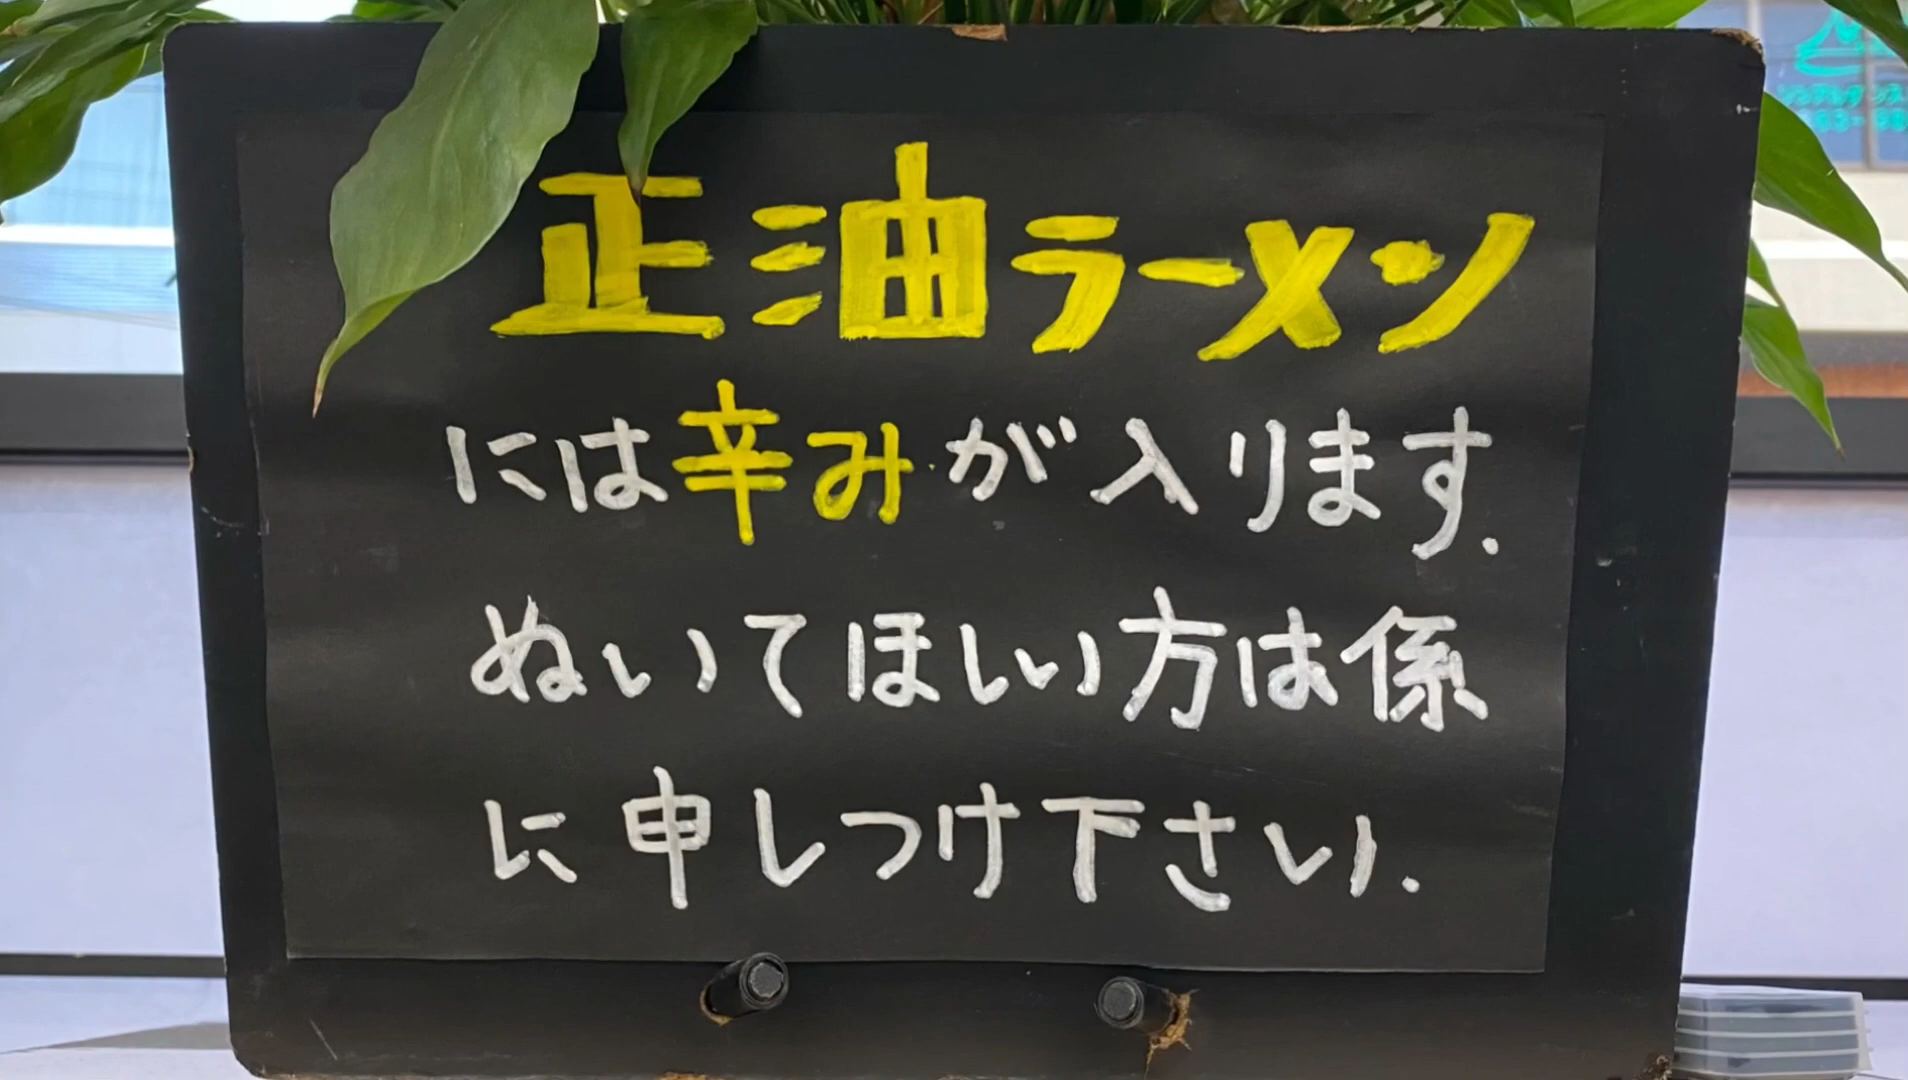 正油ラーメン
には辛みが入ります.
ぬいてほしい方は係
に申しつけ下さい.